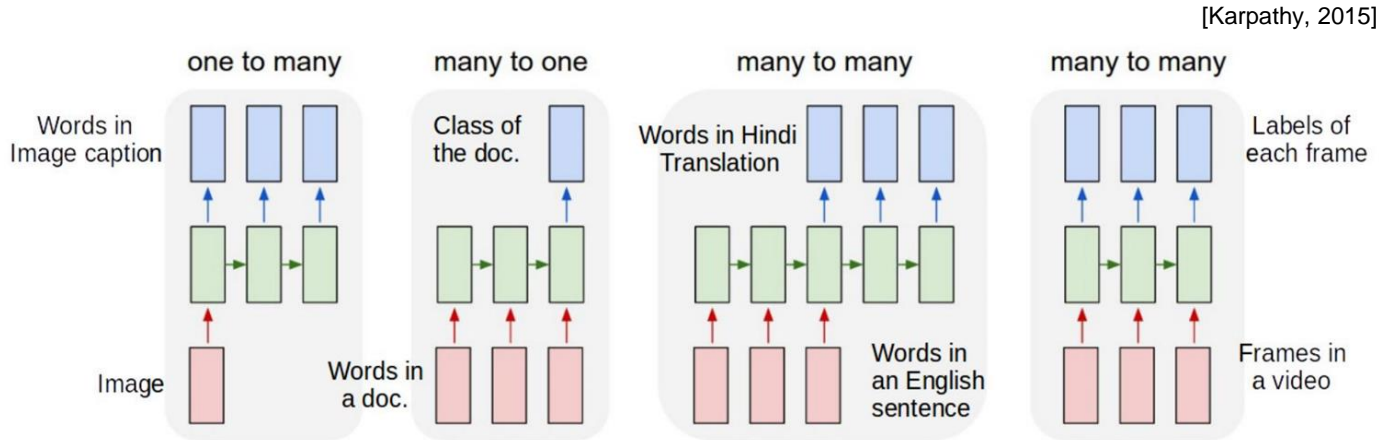 [Karpathy, 2015]
one to many
many to one
many to many
many to many
Words in
Image caption
Class of
the doc.
Words in Hindi
Translation
Labels of
each frame
Image
Words in
a doc.
Words in
an English
sentence
Frames in
a video